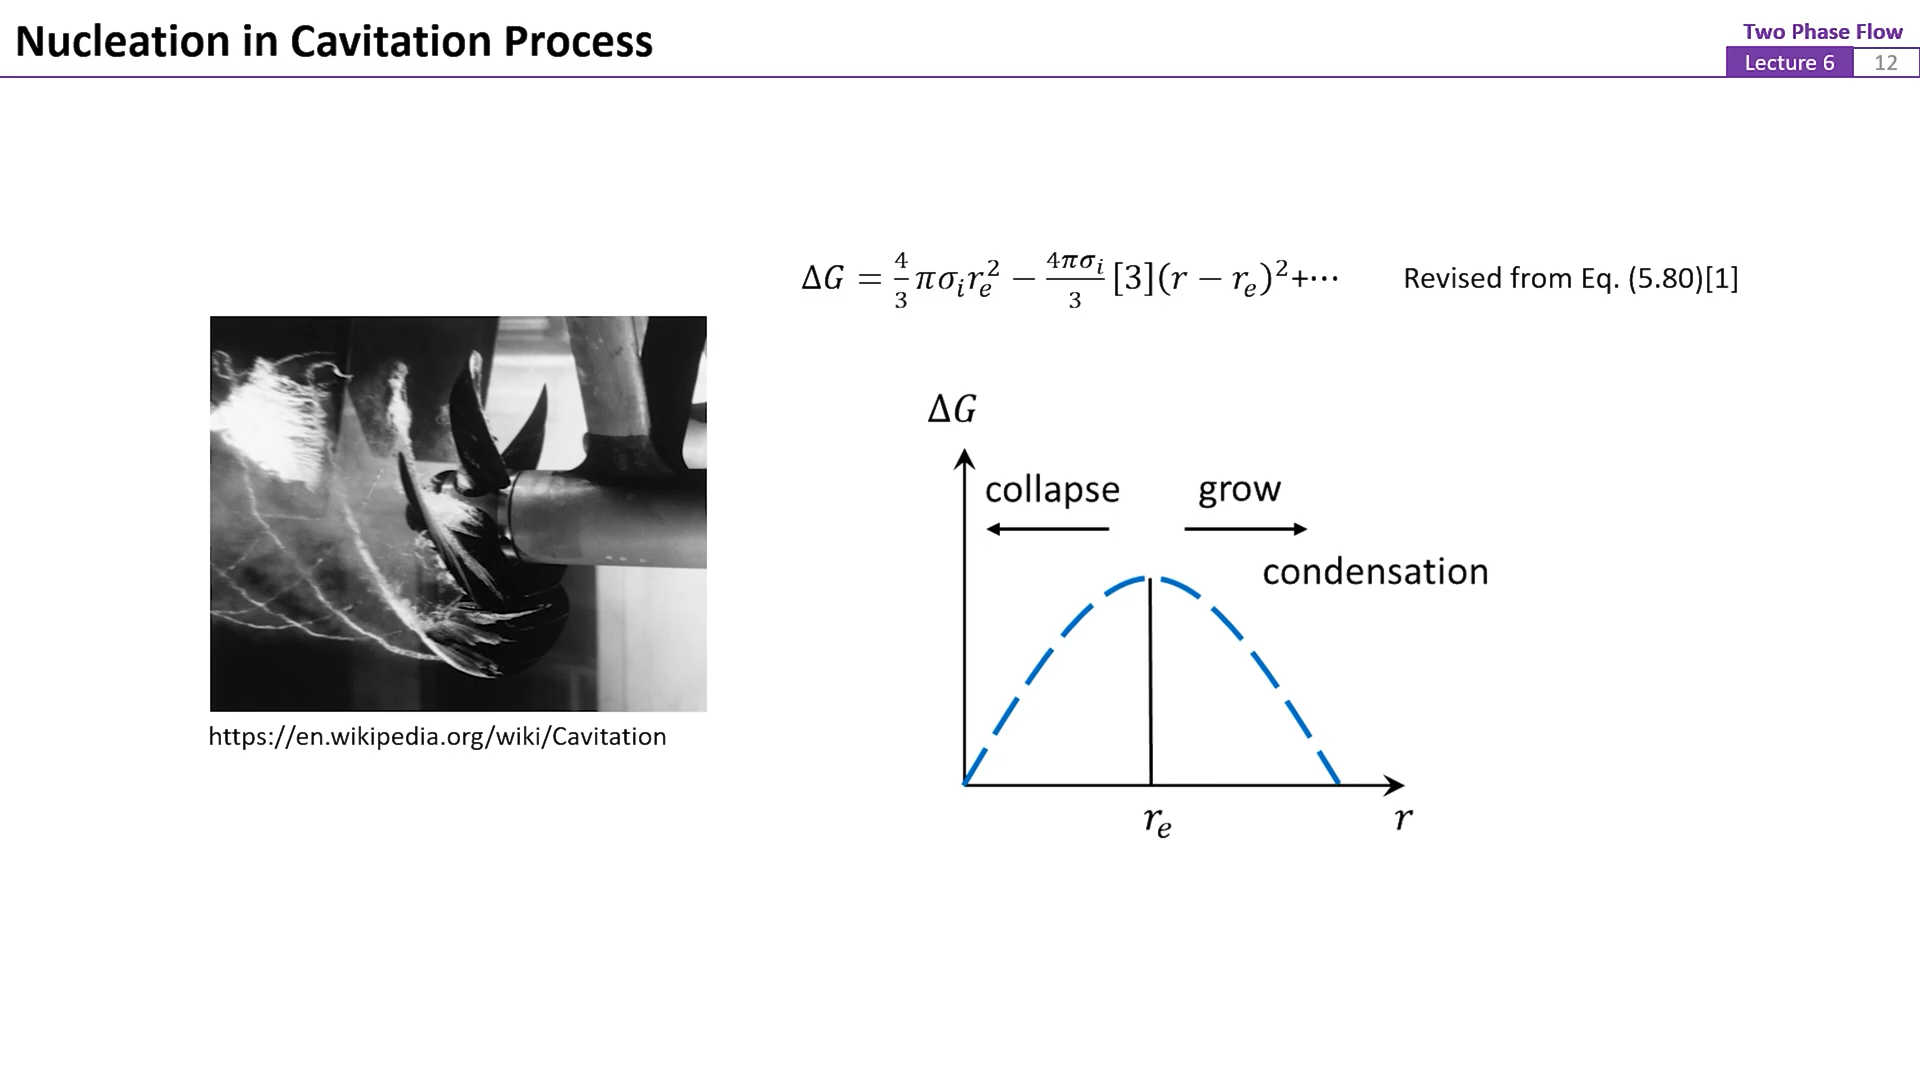 Nucleation in Cavitation Process
Two Phase Flow
Lecture 6 12
ΔG = 4/3 πσᵢrₑ² − 4πσᵢ/3 [3](r − rₑ)²+⋯ Revised from Eq. (5.80)[1]
ΔG
collapse grow
condensation
rₑ r
https://en.wikipedia.org/wiki/Cavitation